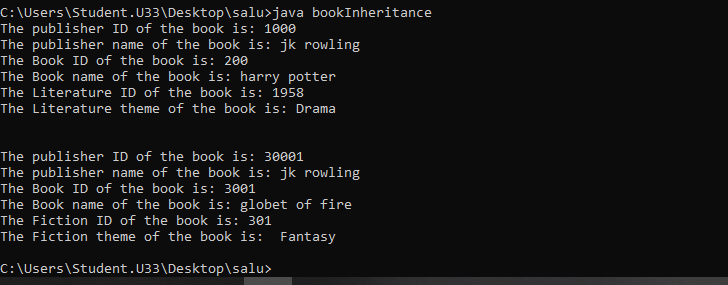 C:\Users\Student.U33\Desktop\salu>java bookInheritance
The publisher ID of the book is: 1000
The publisher name of the book is: jk rowling
The Book ID of the book is: 200
The Book name of the book is: harry potter
The Literature ID of the book is: 1958
The Literature theme of the book is: Drama
The publisher ID of the book is: 30001
The publisher name of the book is: jk rowling
The Book ID of the book is: 3001
The Book name of the book is: globet of fire
The Fiction ID of the book is: 301
The Fiction theme of the book is:  Fantasy
C:\Users\Student.U33\Desktop\salu>